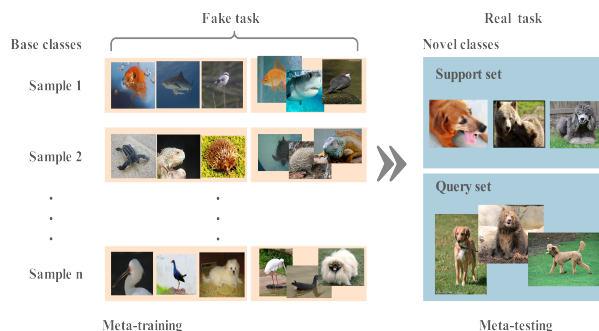 Fake task
Real task
Base classes
Novel classes
Sample 1
Support set
Sample 2
Query set
Sample n
Meta-training
Meta-testing